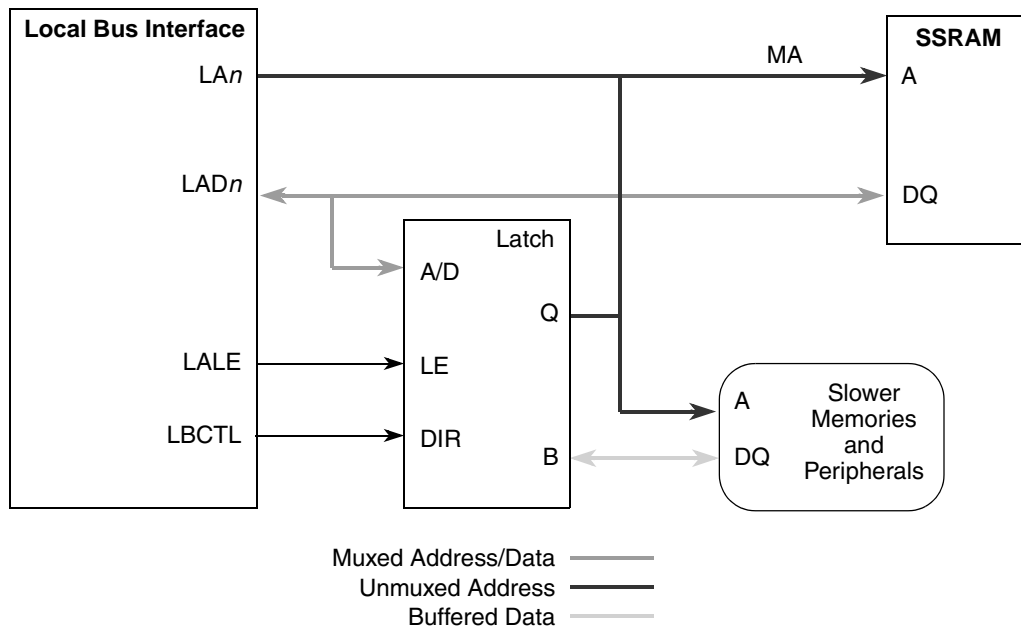 Local Bus Interface
LAn
LADn
LALE
LBCTL
MA
SSRAM
A
DQ
Latch
A/D
Q
LE
DIR
B
A
DQ
Slower
Memories
and
Peripherals
Muxed Address/Data
Unmuxed Address
Buffered Data